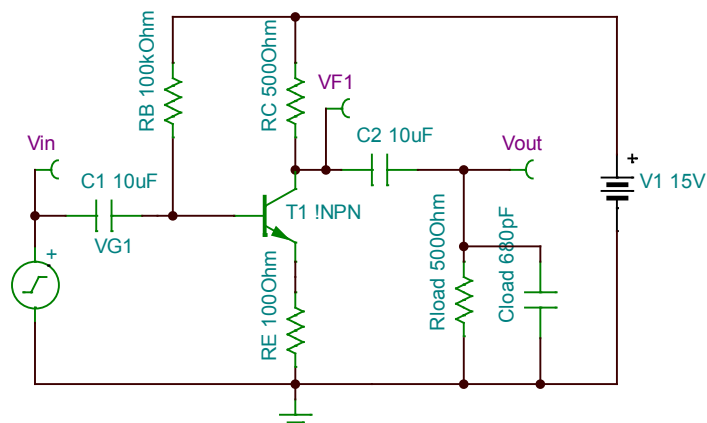 RB 100kOhm
RC 500Ohm
VF1
Vin
C2 10uF
Vout
C1 10uF
T1 !NPN
V1 15V
VG1
RE 100Ohm
Rload 500Ohm
Cload 680pF
+
+